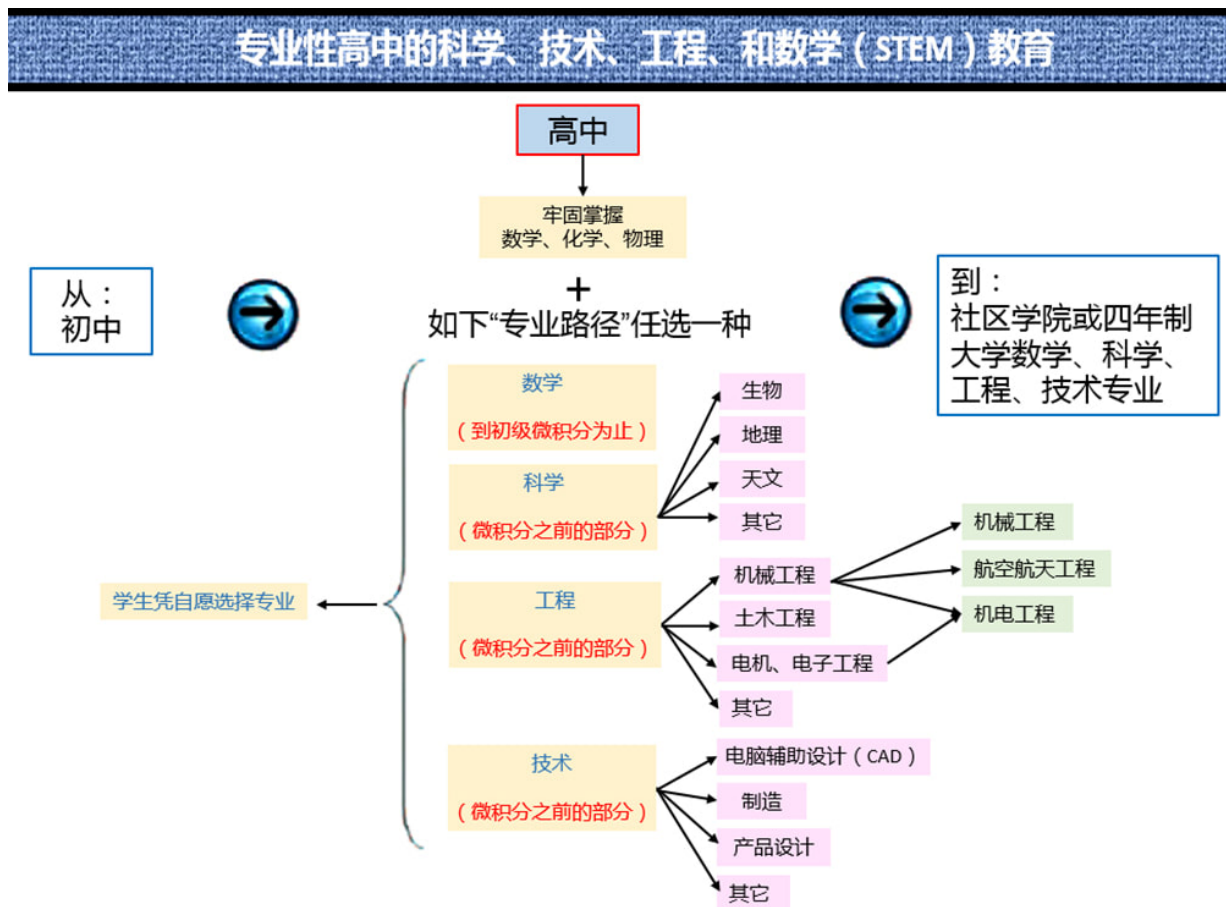 专业性高中的科学、技术、工程、和数学（STEM）教育
高中
牢固掌握
数学、化学、物理
从：
初中
+
如下“专业路径”任选一种
到：
社区学院或四年制
大学数学、科学、
工程、技术专业
数学
（到初级微积分为止）
科学
（微积分之前的部分）
生物
地理
天文
其它
学生凭自愿选择专业
工程
（微积分之前的部分）
机械工程
土木工程
电机、电子工程
其它
机械工程
航空航天工程
机电工程
技术
（微积分之前的部分）
电脑辅助设计（CAD）
制造
产品设计
其它